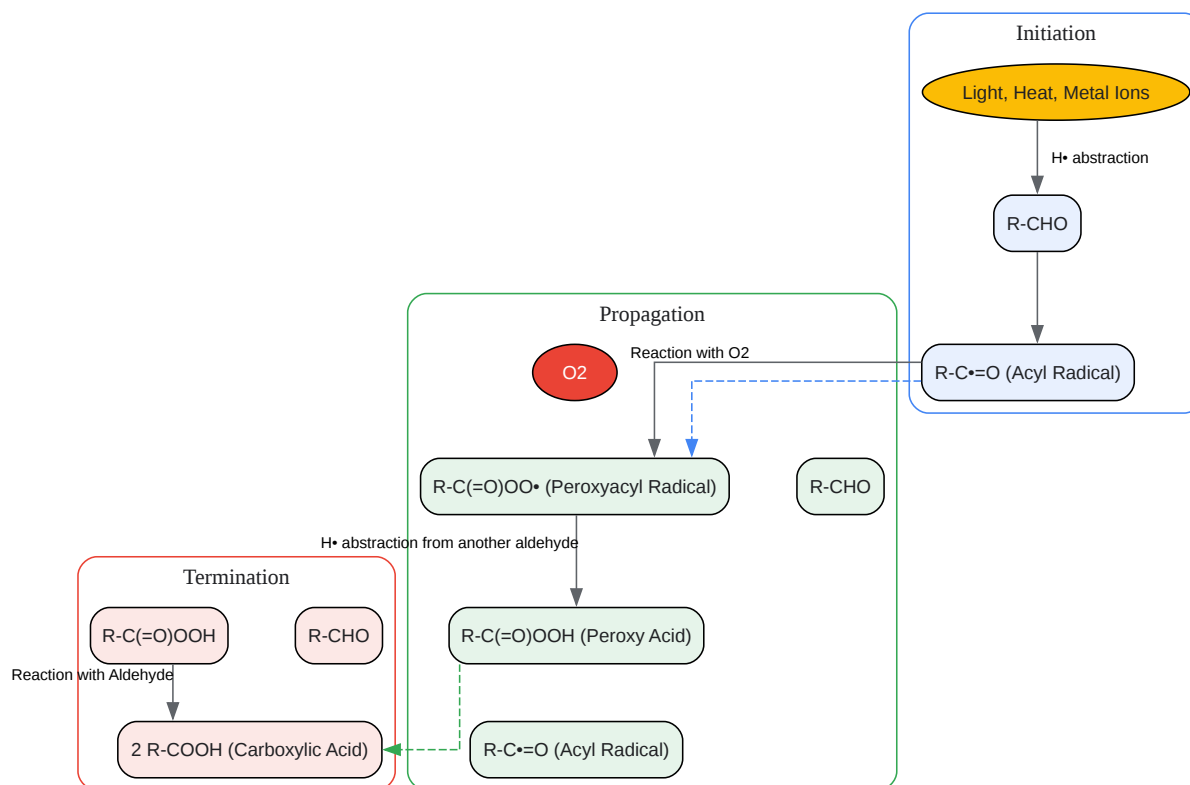 Initiation
Light, Heat, Metal Ions
H• abstraction
R-CHO
R-C•=O (Acyl Radical)
Propagation
O2
Reaction with O2
R-C(=O)OO• (Peroxyacyl Radical)
R-CHO
H• abstraction from another aldehyde
R-C(=O)OOH (Peroxy Acid)
R-C•=O (Acyl Radical)
Termination
R-C(=O)OOH
R-CHO
Reaction with Aldehyde
2 R-COOH (Carboxylic Acid)